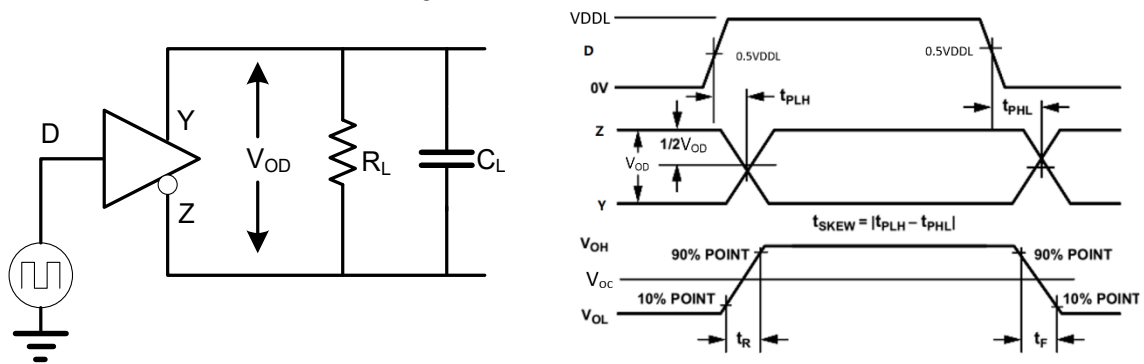 D
Y
Z
VOD
RL
CL
VDDL
D
0V
0.5VDDL
0.5VDDL
tPLH
tPHL
Z
1/2VOD
VOD
Y
tSKEW = |tPLH – tPHL|
VOH
90% POINT
90% POINT
VOC
10% POINT
10% POINT
VOL
tR
tF